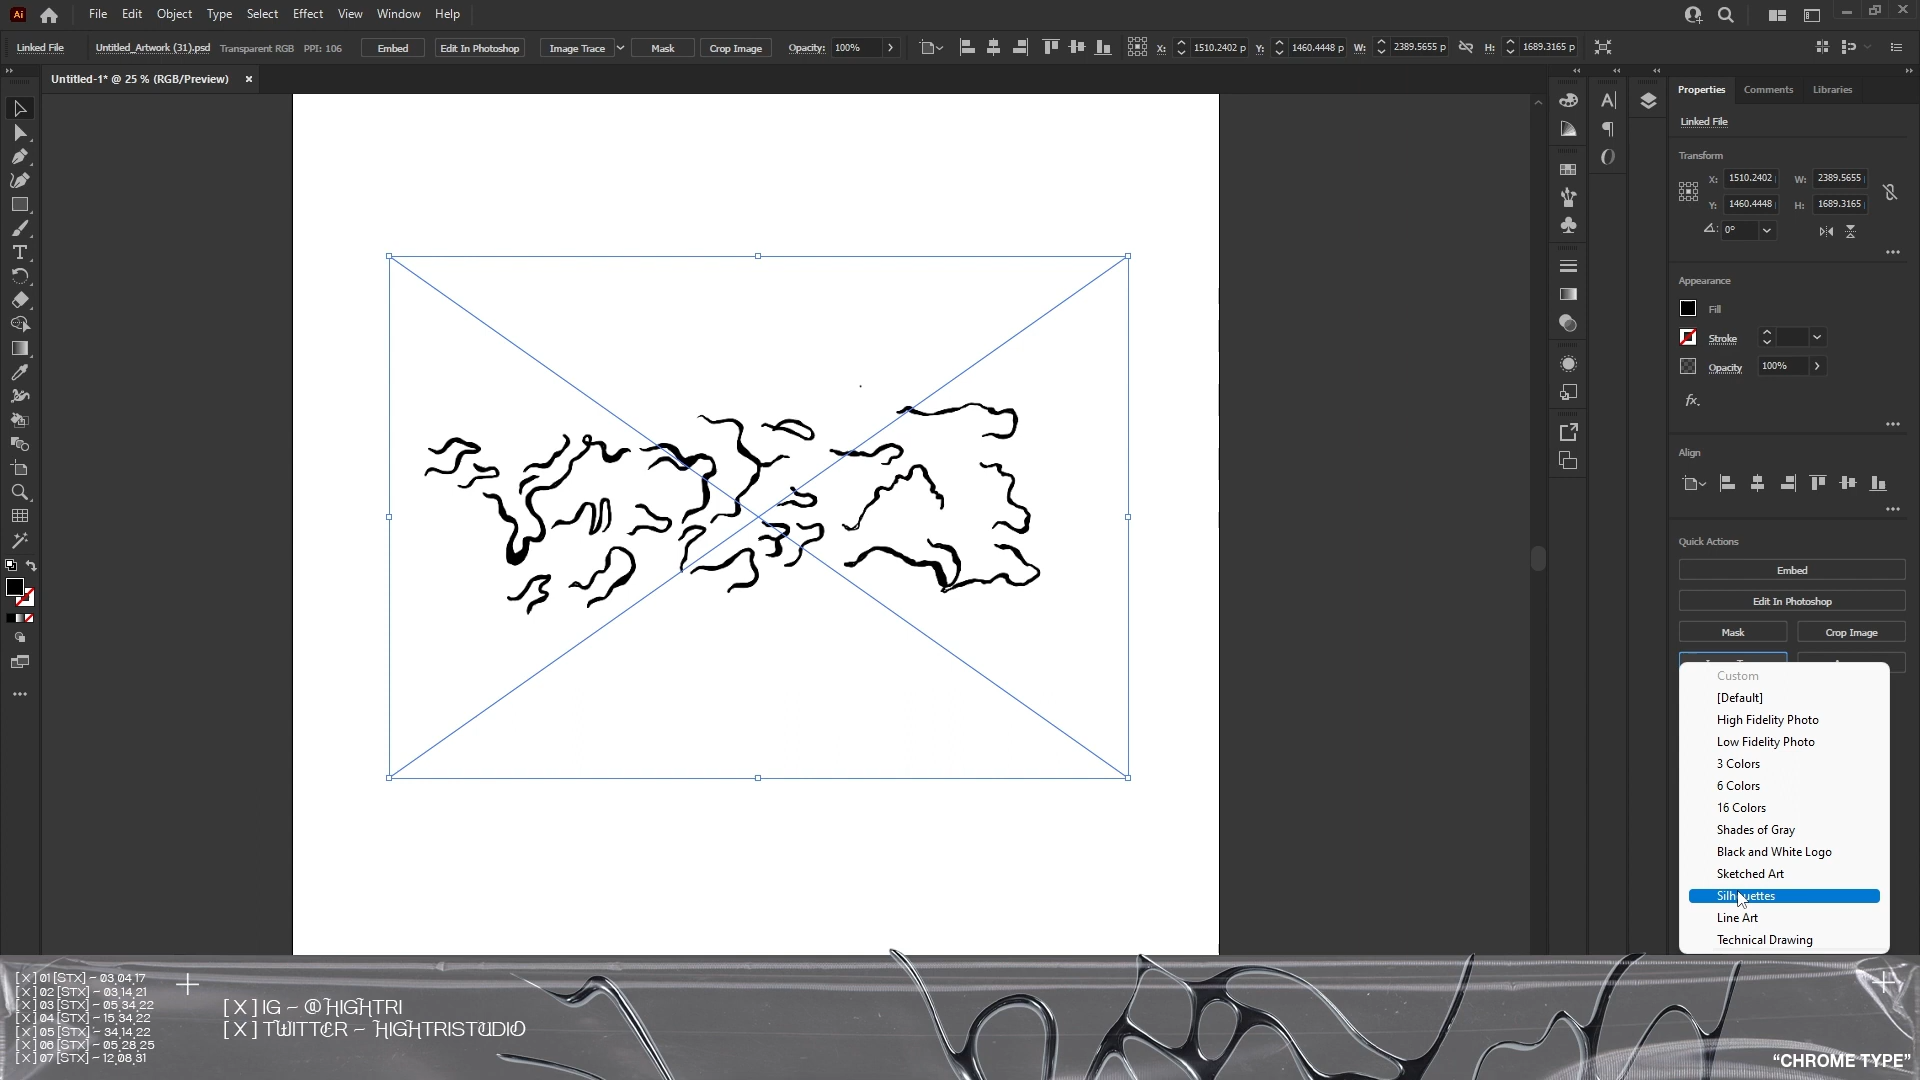 Ai File Edit Object Type Select Effect View Window Help
Linked File Untitled_Artwork (31).psd Transparent RGB PPI: 106 Embed Edit In Photoshop Image Trace Mask Crop Image Opacity: 100% X: 1510.2402 p Y: 1460.4448 p W: 2389.5655 p H: 1689.3165 p
Untitled-1* @ 25 % (RGB/Preview)
Properties Comments Libraries
Linked File
Transform
X: 1510.2402 W: 2389.5655
Y: 1460.4448 H: 1689.3165
0°
Appearance
Fill
Stroke
Opacity 100%
fx.
Align
Quick Actions
Embed
Edit In Photoshop
Mask Crop Image
Custom
[Default]
High Fidelity Photo
Low Fidelity Photo
3 Colors
6 Colors
16 Colors
Shades of Gray
Black and White Logo
Sketched Art
Silhouettes
Line Art
Technical Drawing
[X] 01 [STX] – 03.04.17
[X] 02 [STX] – 03.14.21
[X] 03 [STX] – 05.34.22
[X] 04 [STX] – 15.34.22
[X] 05 [STX] – 34.14.22
[X] 06 [STX] – 05.28.25
[X] 07 [STX] – 12.08.31
[X] IG – @HIGHTRI
[X] TWITTER – HIGHTRISTUDIO
“CHROME TYPE”